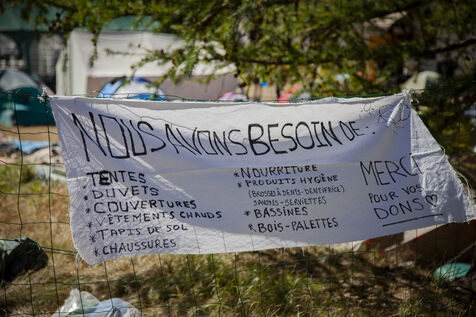 NOUS AVONS BESOIN DE:
TENTES
* DUVETS
* COUVERTURES
* VÊTEMENTS CHAUDS
* TAPIS DE SOL
* CHAUSSURES
* NOURRITURE
* PRODUITS HYGIÈNE
(BROSSES À DENTS-DENTIFRICE
SAVONS-SERVIETTES)
* BASSINES
* BOIS-PALETTES
MERCI
POUR VOS
DONS ♡